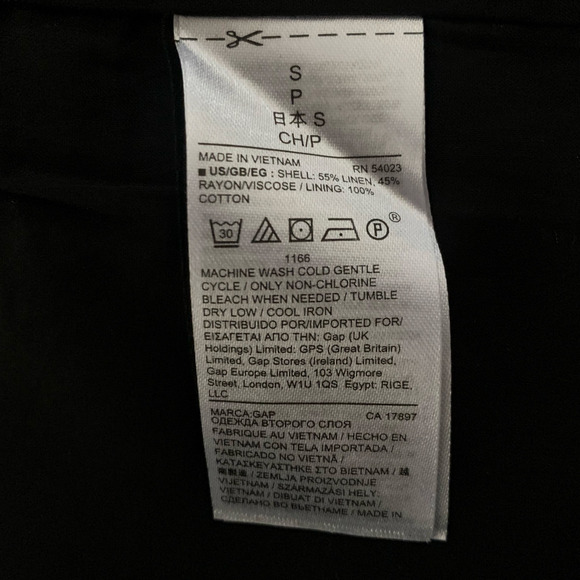 S
P
日本 S
CH/P
MADE IN VIETNAM RN 54023
■ US/GB/EG : SHELL: 55% LINEN, 45%
RAYON/VISCOSE / LINING: 100%
COTTON
30 P ®
1166
MACHINE WASH COLD GENTLE
CYCLE / ONLY NON-CHLORINE
BLEACH WHEN NEEDED / TUMBLE
DRY LOW / COOL IRON
DISTRIBUIDO POR/IMPORTED FOR/
ΕΙΣΑΓΕΤΑΙ ΑΠΟ ΤΗΝ: Gap (UK
Holdings) Limited: GPS (Great Britain)
Limited, Gap Stores (Ireland) Limited,
Gap Europe Limited, 103 Wigmore
Street, London, W1U 1QS Egypt: RIGE,
LLC
MARCA:GAP CA 17897
ОДЕЖДА ВТОРОГО СЛОЯ
FABRIQUE AU VIETNAM / HECHO EN
VIETNAM CON TELA IMPORTADA /
FABRICADO NO VIETNÃ /
ΚΑΤΑΣΚΕΥΑΣΤΗΚΕ ΣΤΟ ΒΙΕΤΝΑΜ / 越
南製 / ZEMLJA PROIZVODNJE
VIJETNAM / SZÁRMAZÁSI HELY:
VIETNAM / DIBUAT DI VIETNAM /
СДЕЛАНО ВО ВЬЕТНАМЕ / MADE IN